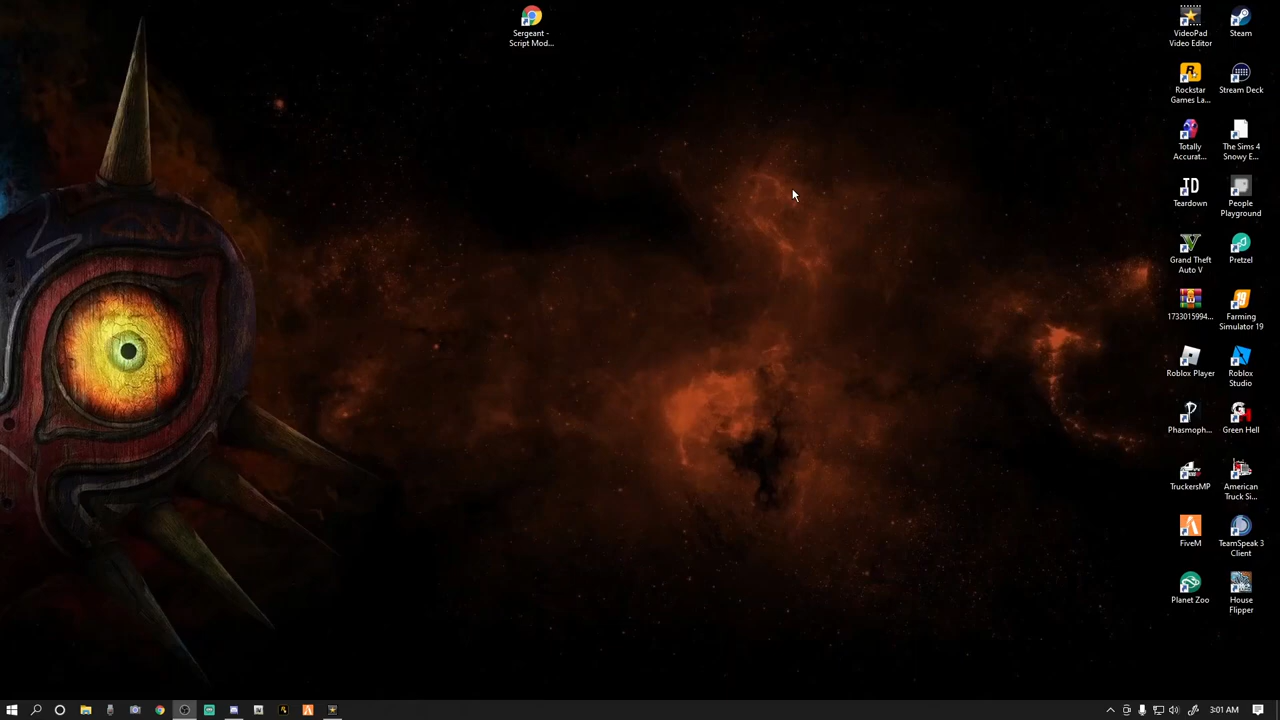 Sergeant -
Script Mod...
VideoPad
Video Editor
Steam
Rockstar
Games La...
Stream Deck
Totally
Accurat...
The Sims 4
Snowy E...
TD
Teardown
People
Playground
Grand Theft
Auto V
Pretzel
1733015994...
19
Farming
Simulator 19
Roblox Player
Roblox
Studio
Phasmoph...
Green Hell
TruckersMP
American
Truck Si...
FiveM
TeamSpeak 3
Client
Planet Zoo
House
Flipper
3:01 AM